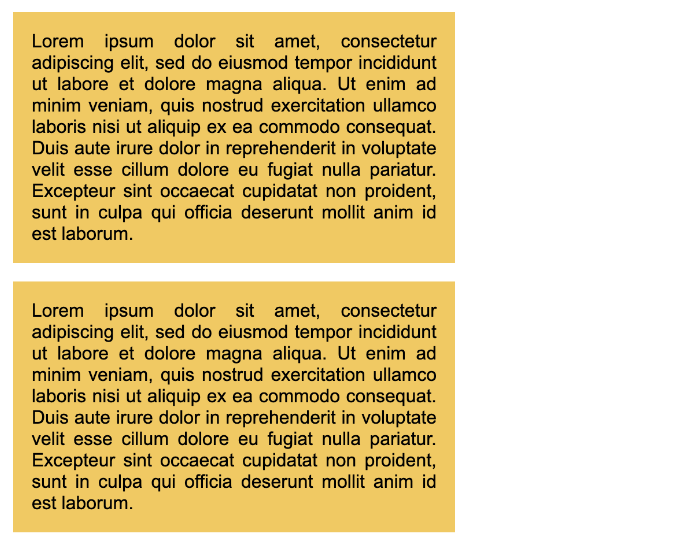 Lorem ipsum dolor sit amet, consectetur
adipiscing elit, sed do eiusmod tempor incididunt
ut labore et dolore magna aliqua. Ut enim ad
minim veniam, quis nostrud exercitation ullamco
laboris nisi ut aliquip ex ea commodo consequat.
Duis aute irure dolor in reprehenderit in voluptate
velit esse cillum dolore eu fugiat nulla pariatur.
Excepteur sint occaecat cupidatat non proident,
sunt in culpa qui officia deserunt mollit anim id
est laborum.
Lorem ipsum dolor sit amet, consectetur
adipiscing elit, sed do eiusmod tempor incididunt
ut labore et dolore magna aliqua. Ut enim ad
minim veniam, quis nostrud exercitation ullamco
laboris nisi ut aliquip ex ea commodo consequat.
Duis aute irure dolor in reprehenderit in voluptate
velit esse cillum dolore eu fugiat nulla pariatur.
Excepteur sint occaecat cupidatat non proident,
sunt in culpa qui officia deserunt mollit anim id
est laborum.